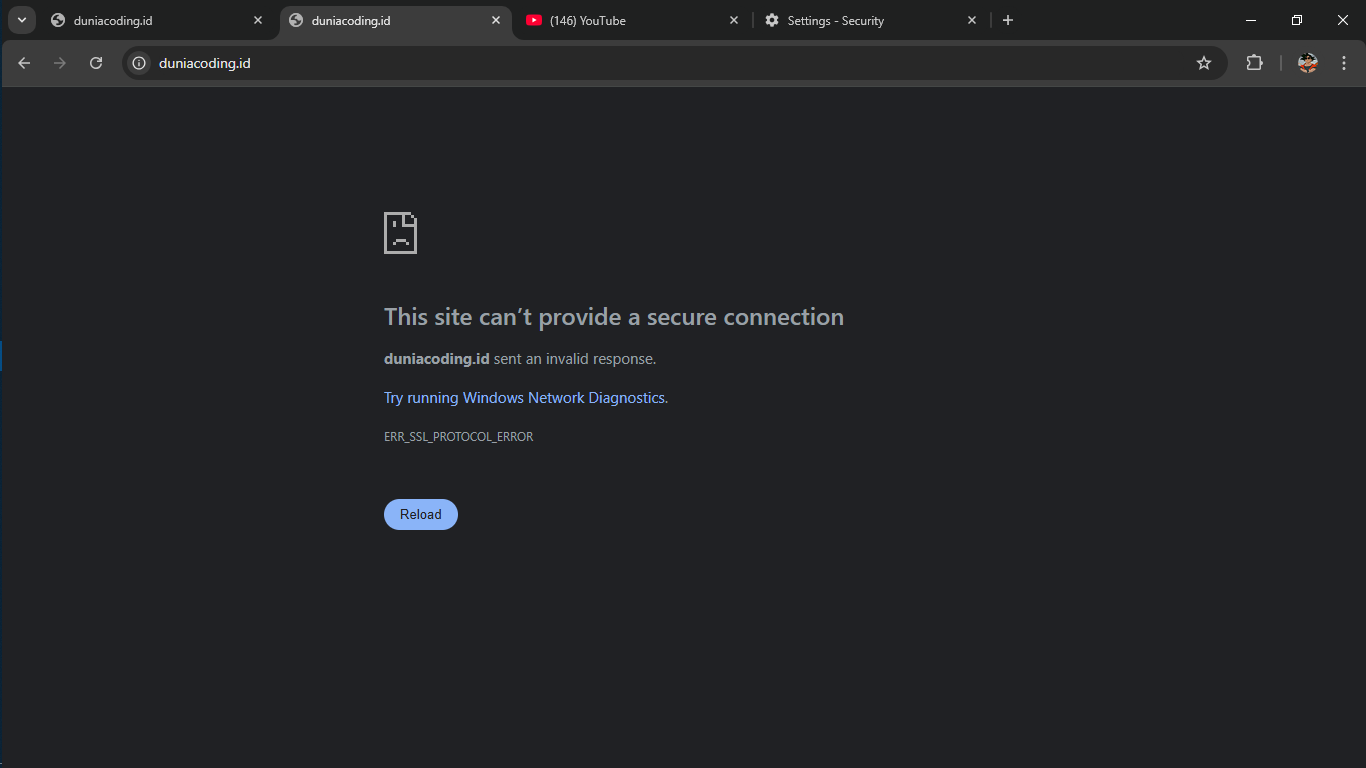 duniacoding.id
duniacoding.id
(146) YouTube
Settings - Security
duniacoding.id
This site can’t provide a secure connection
duniacoding.id sent an invalid response.
Try running Windows Network Diagnostics.
ERR_SSL_PROTOCOL_ERROR
Reload